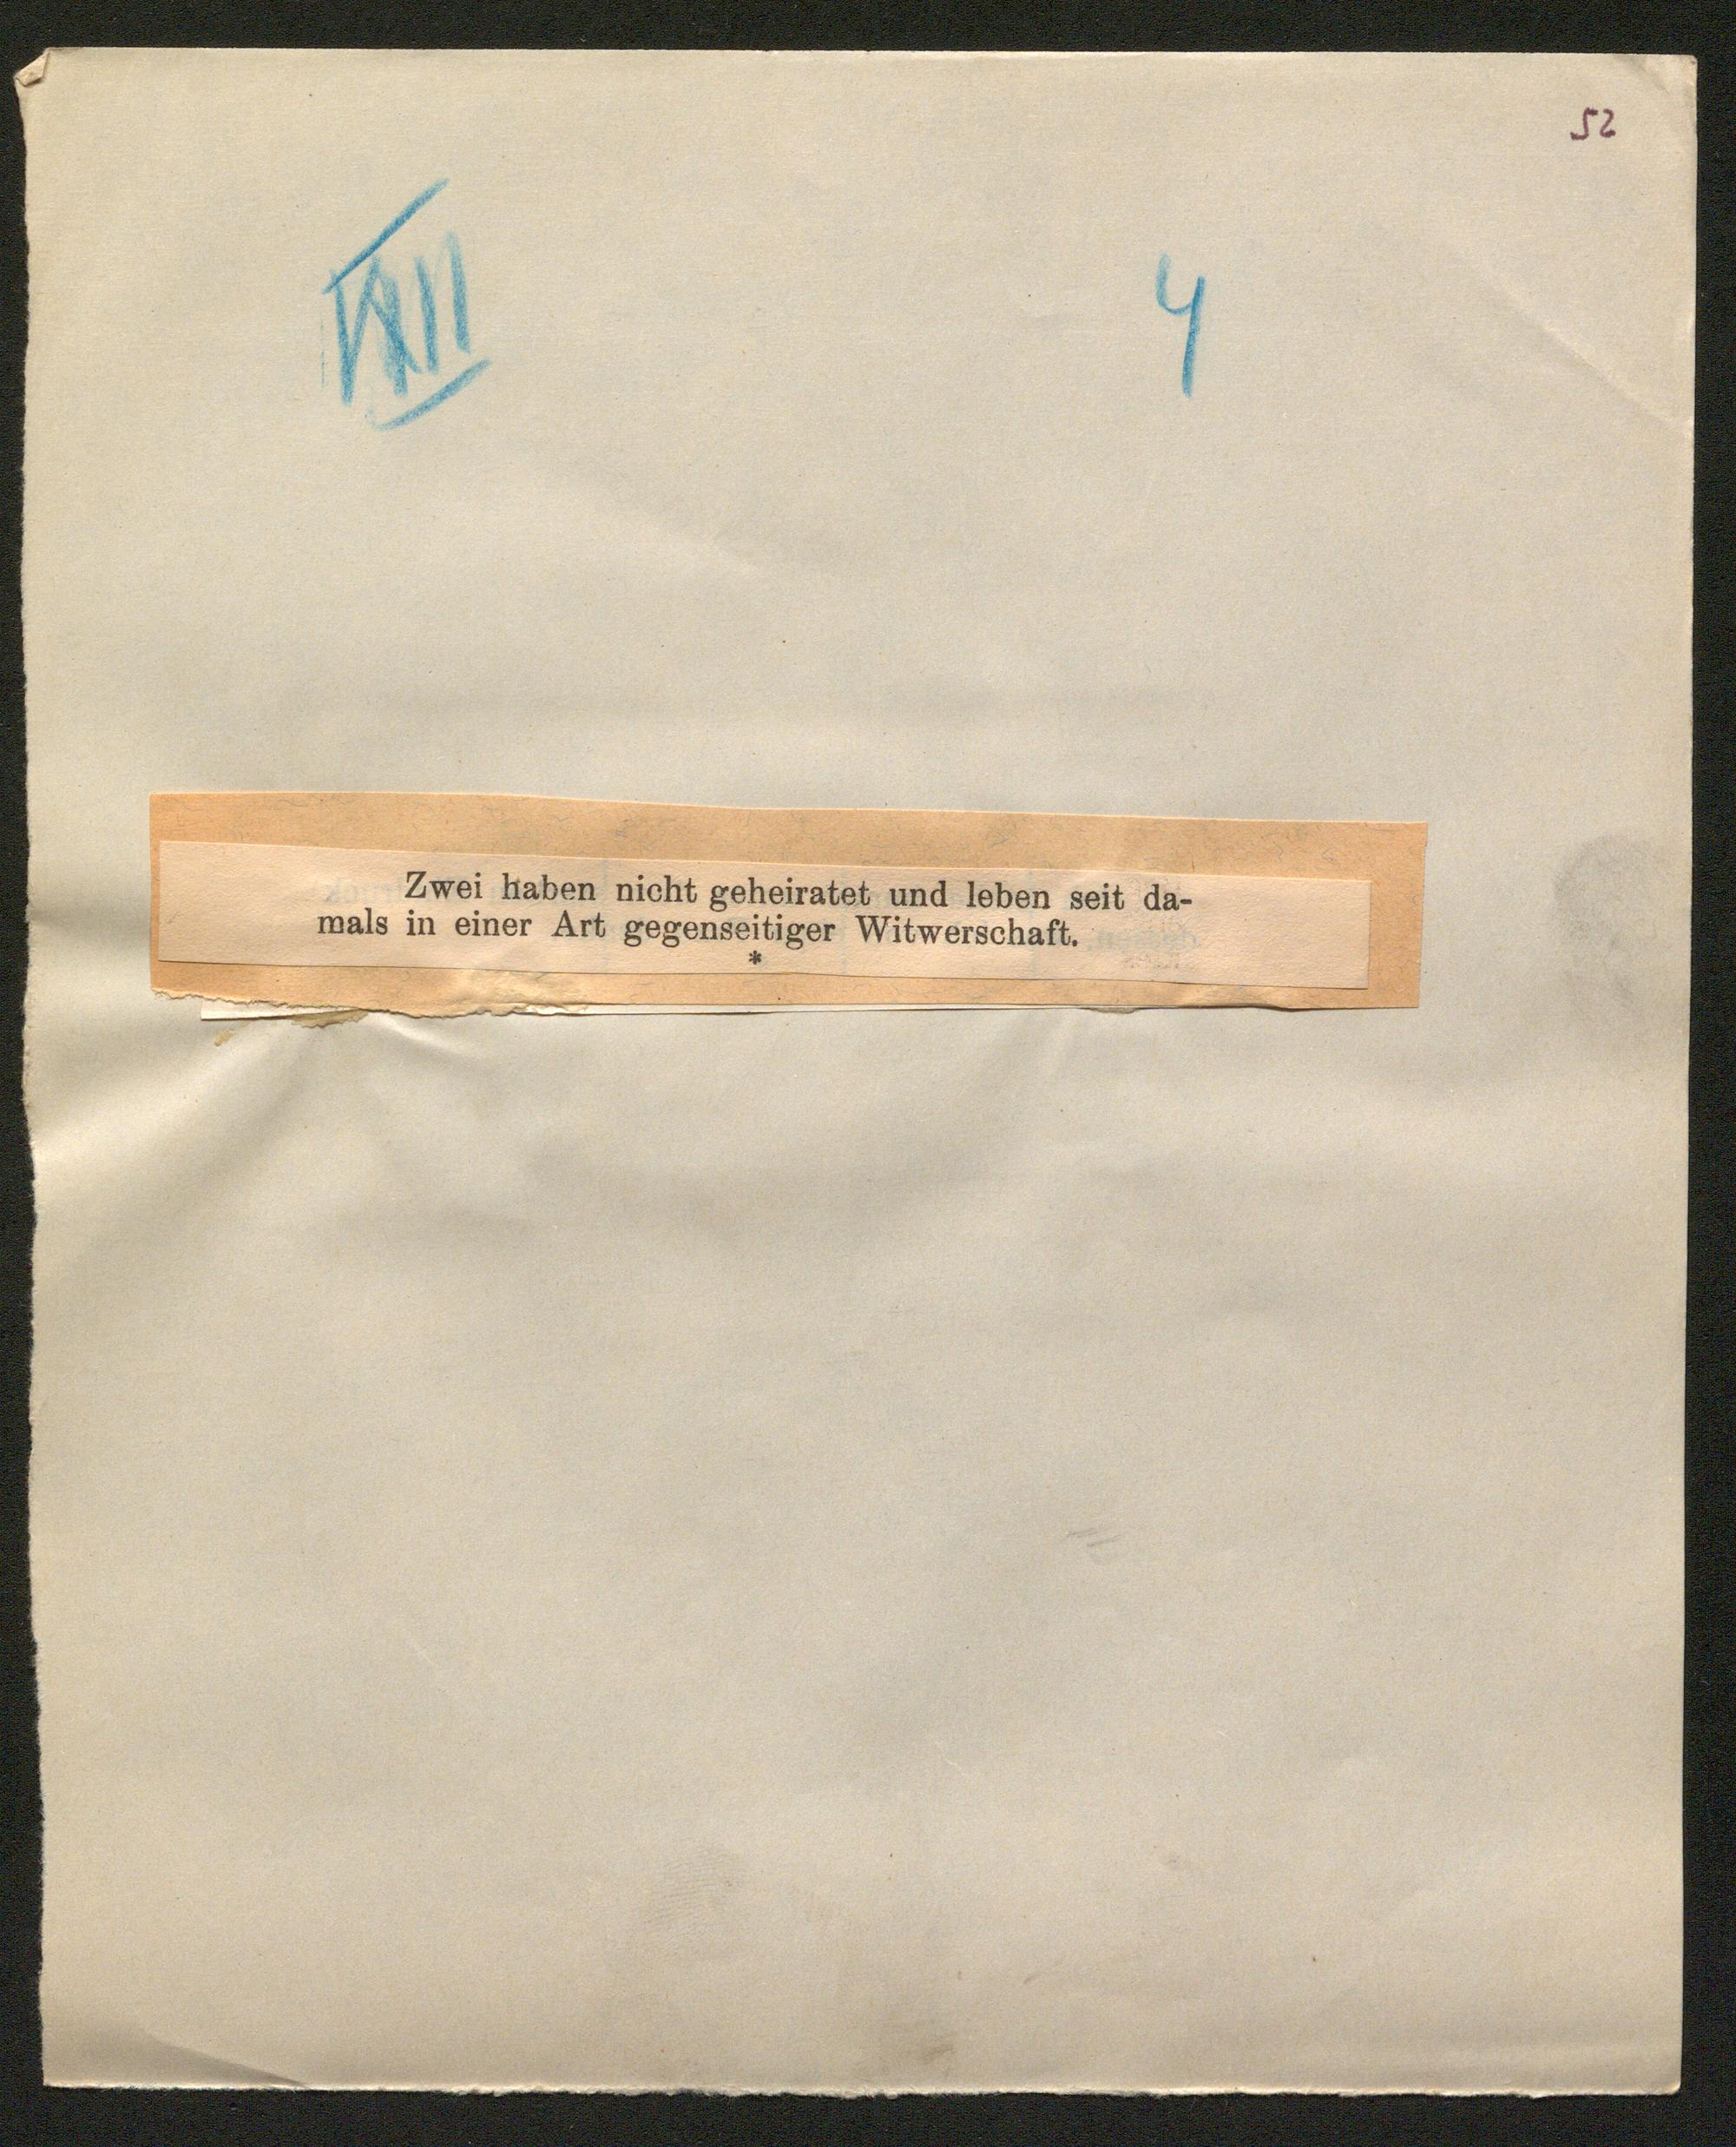 52
4
Zwei haben nicht geheiratet und leben seit da-
mals in einer Art gegenseitiger Witwerschaft.
*